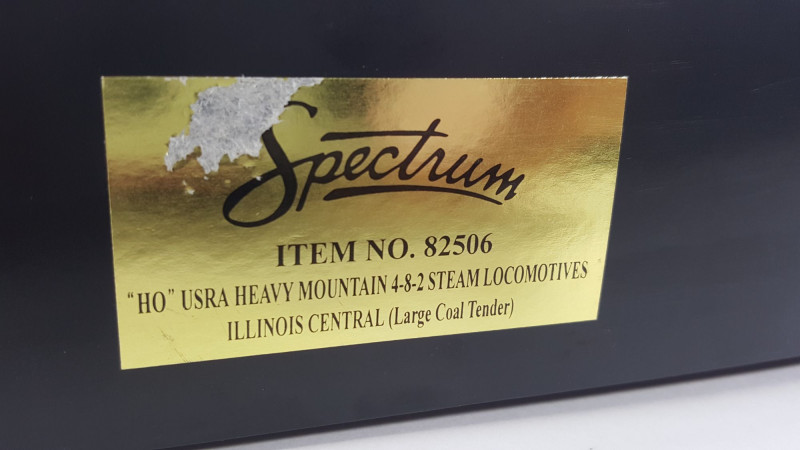 Spectrum
ITEM NO. 82506
“HO” USRA HEAVY MOUNTAIN 4-8-2 STEAM LOCOMOTIVES
ILLINOIS CENTRAL (Large Coal Tender)